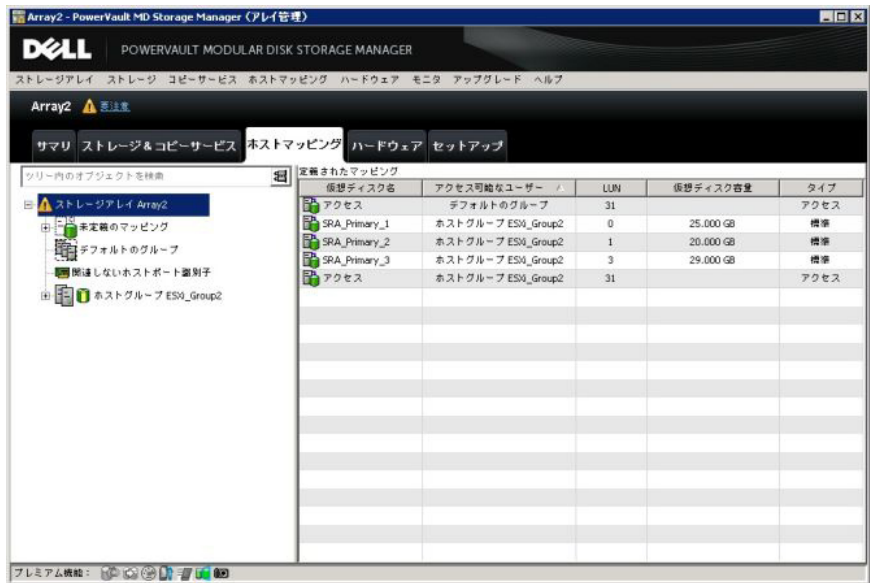 Array2 - PowerVault MD Storage Manager (アレイ管理)
DELL POWERVAULT MODULAR DISK STORAGE MANAGER
ストレージアレイ ストレージ コピーサービス ホストマッピング ハードウェア モニタ アップグレード ヘルプ
Array2 要注意
サマリ ストレージ&コピーサービス ホストマッピング ハードウェア セットアップ
ツリー内のオブジェクトを検索
ストレージアレイ Array2
未定義のマッピング
デフォルトのグループ
関連しないホストポート識別子
ホストグループ ESXi_Group2
定義されたマッピング
仮想ディスク名 アクセス可能なユーザー LUN 仮想ディスク容量 タイプ
アクセス デフォルトのグループ 31 アクセス
SRA_Primary_1 ホストグループ ESXi_Group2 0 25.000 GB 標準
SRA_Primary_2 ホストグループ ESXi_Group2 1 20.000 GB 標準
SRA_Primary_3 ホストグループ ESXi_Group2 3 29.000 GB 標準
アクセス ホストグループ ESXi_Group2 31 アクセス
プレミアム機能: